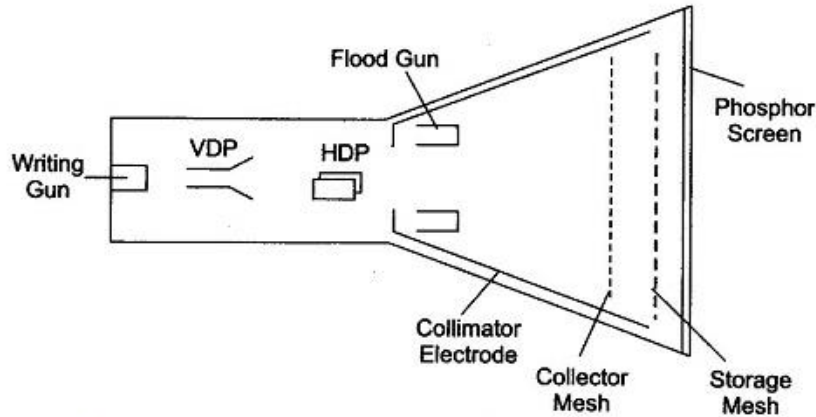 Flood Gun
Phosphor
Screen
VDP
HDP
Writing
Gun
Collimator
Electrode
Collector
Mesh
Storage
Mesh